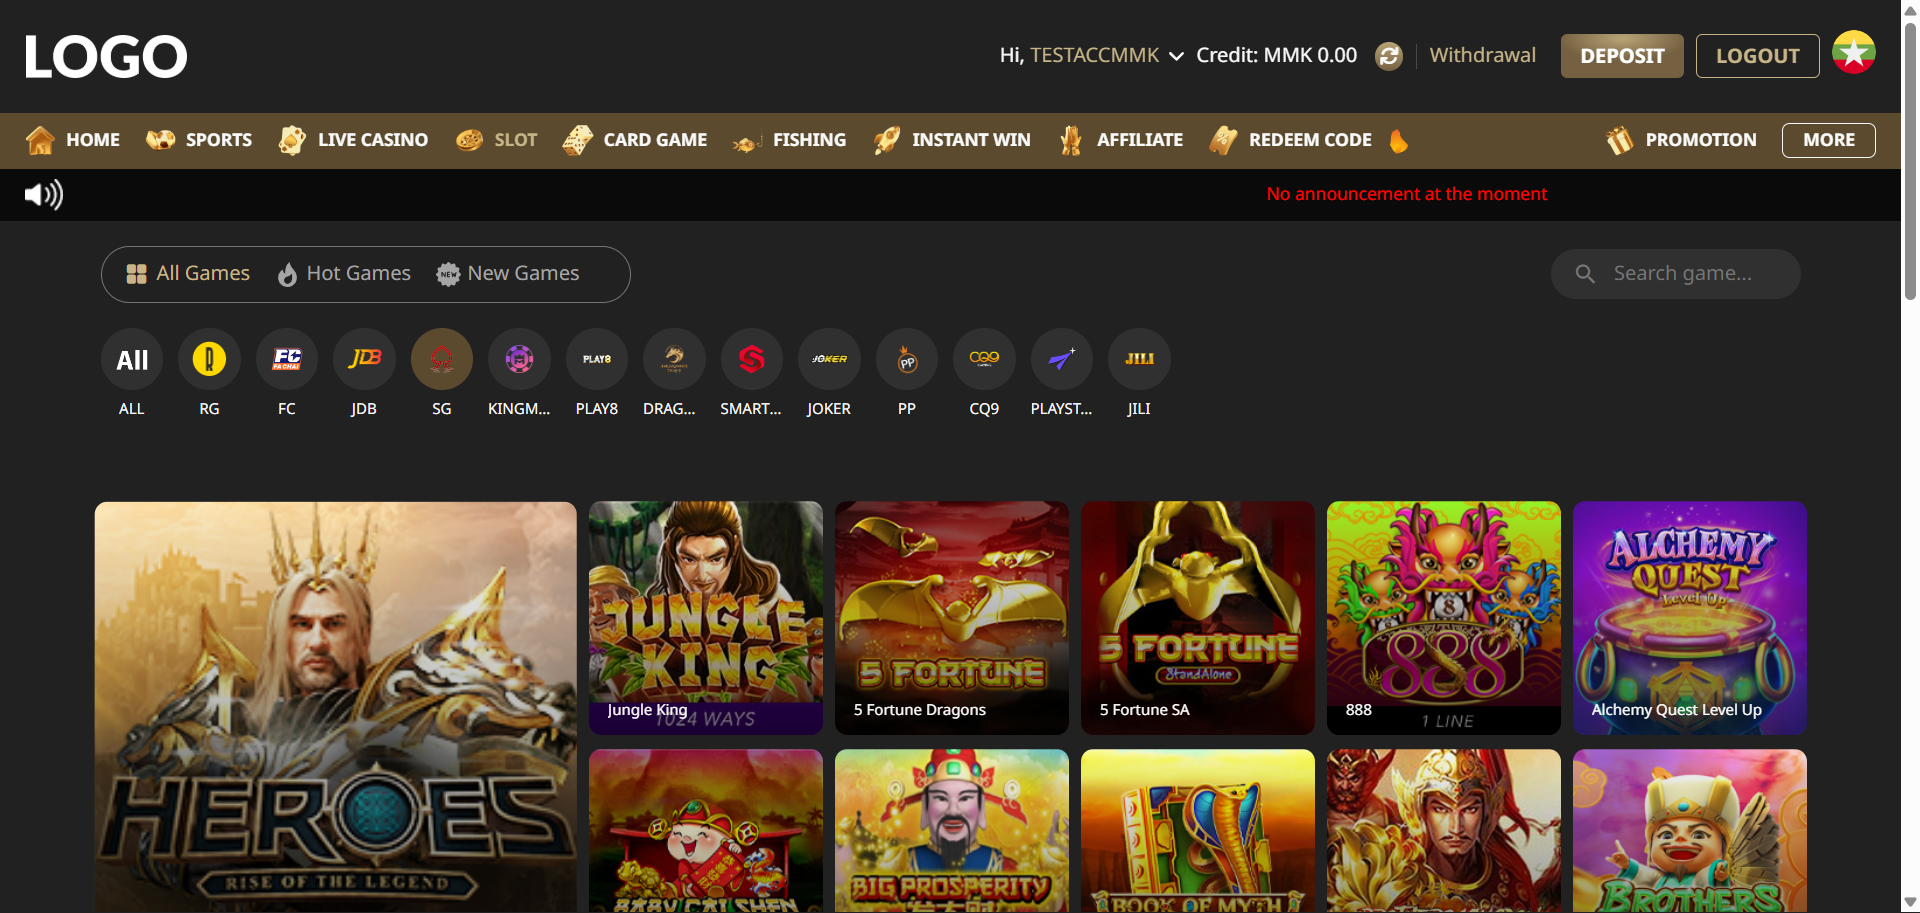 LOGO
Hi, TESTACCMMK Credit: MMK 0.00 Withdrawal DEPOSIT LOGOUT
HOME SPORTS LIVE CASINO SLOT CARD GAME FISHING INSTANT WIN AFFILIATE REDEEM CODE PROMOTION MORE
No announcement at the moment
All Games Hot Games NEW New Games Search game...
All R FC FA CHAI JDB PLAY8 S JOKER PP CQ9 JILI
ALL RG FC JDB SG KINGM... PLAY8 DRAG... SMART... JOKER PP CQ9 PLAYST... JILI
HEROES
RISE OF THE LEGEND
JUNGLE KING
Jungle King
1024 WAYS
5 FORTUNE
5 Fortune Dragons
5 FORTUNE
StandAlone
5 Fortune SA
8
888
888
1 LINE
ALCHEMY QUEST
Level Up
Alchemy Quest Level Up
BABY CAI SHEN
BIG PROSPERITY
BOOK OF MYTH
BROTHERS